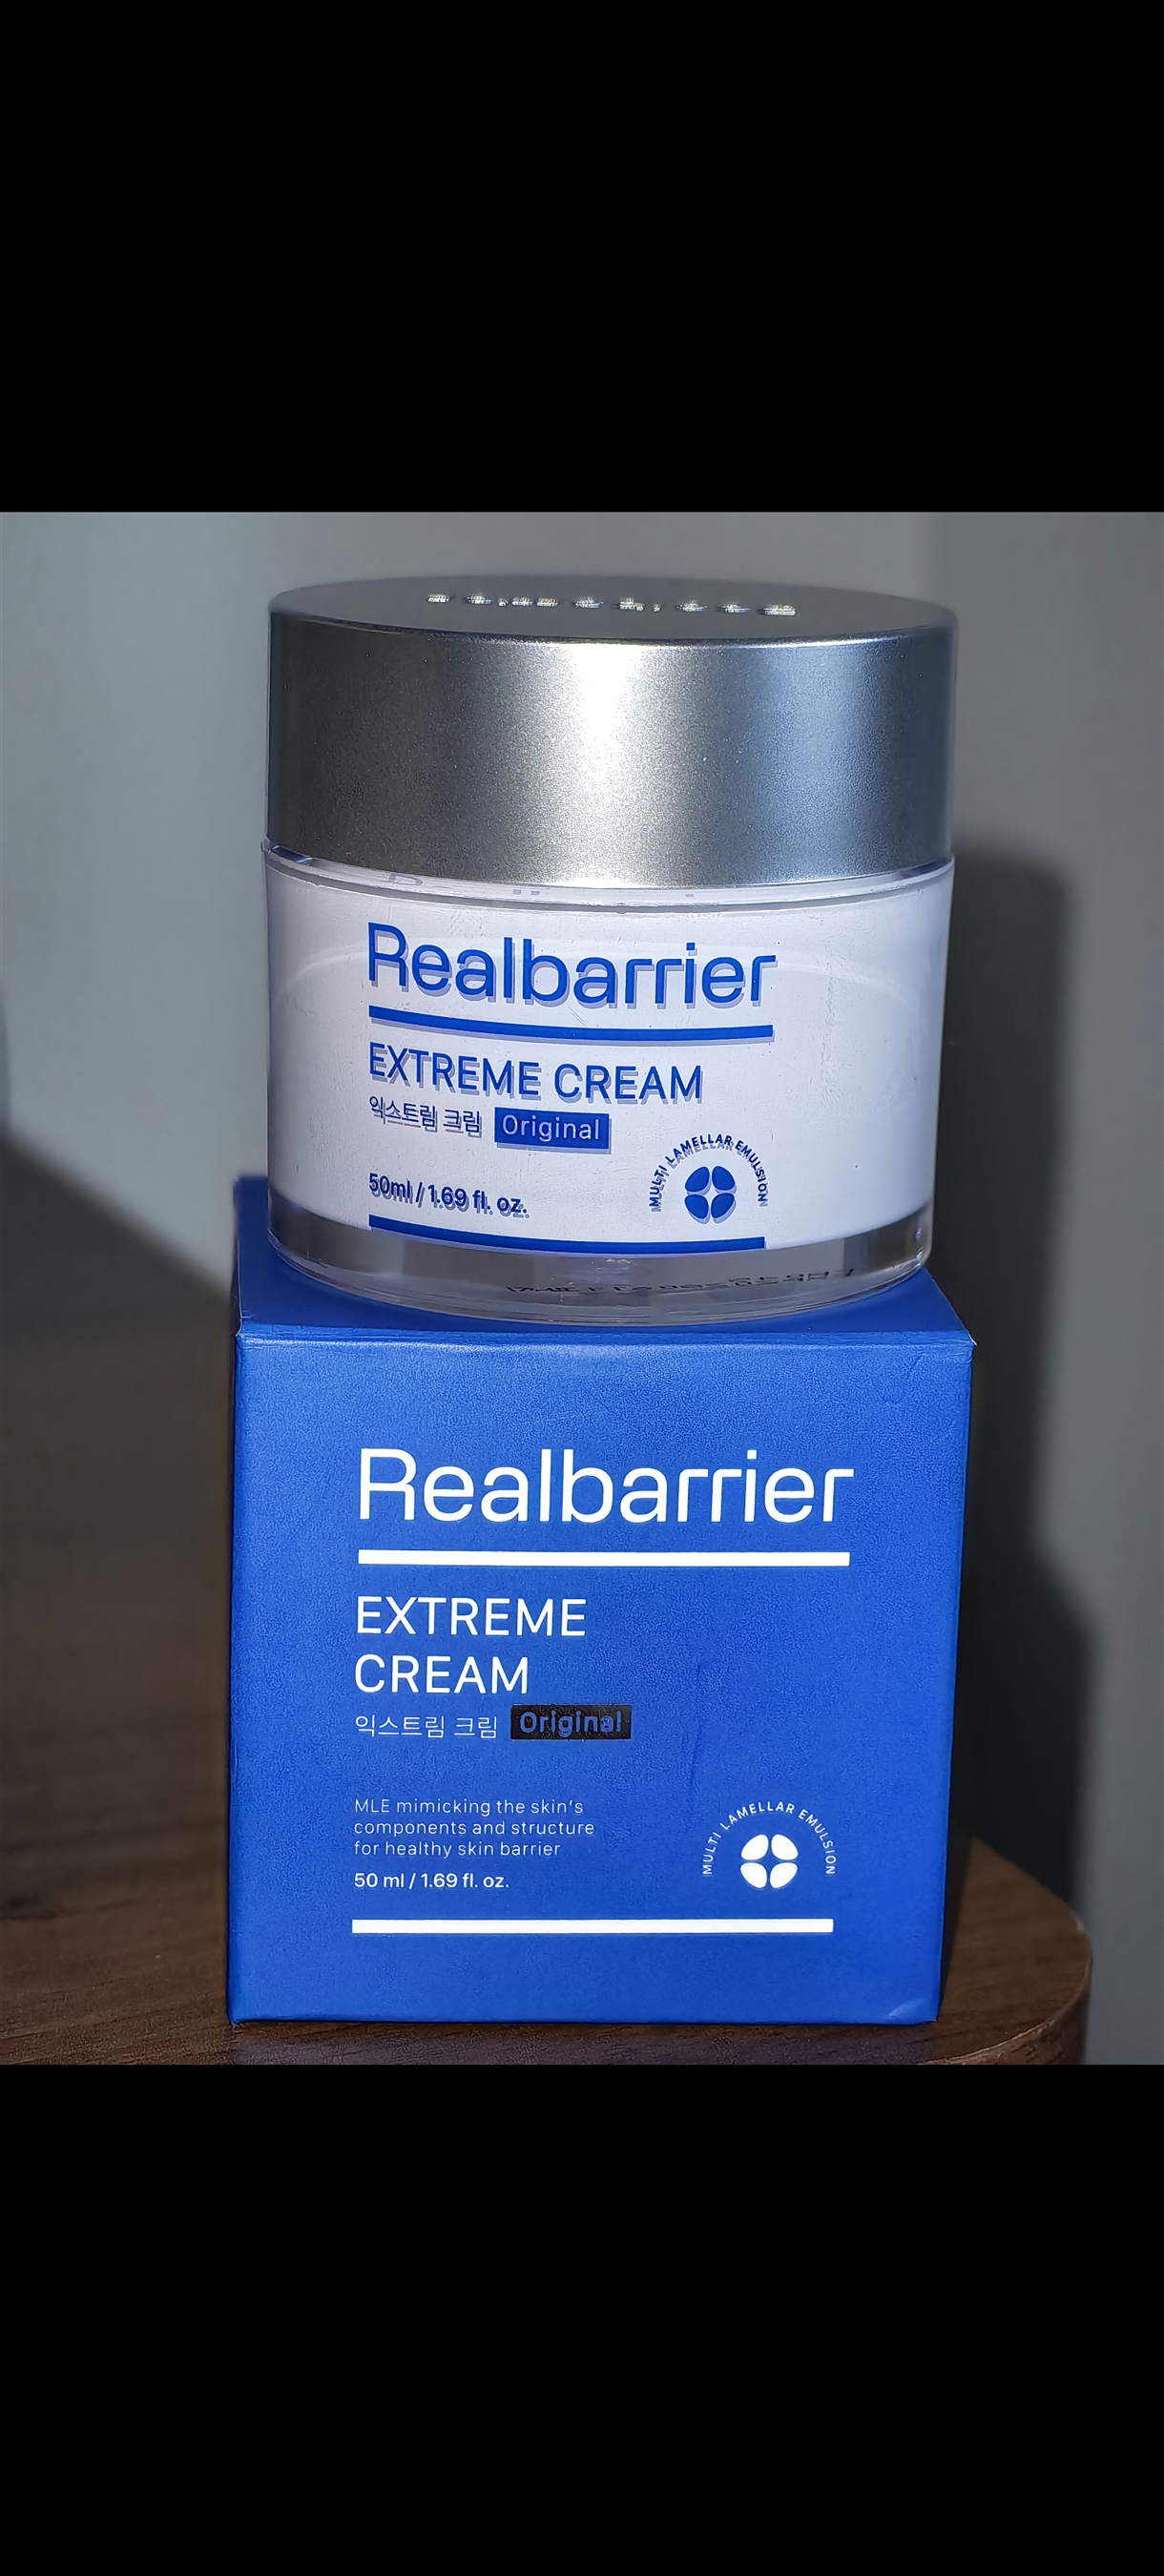 Realbarrier
EXTREME CREAM
익스트림 크림 Original
50ml / 1.69 fl. oz.
MULTI LAMELLAR EMULSION
Realbarrier
EXTREME
CREAM
익스트림 크림 Original
MLE mimicking the skin's
components and structure
for healthy skin barrier
50 ml / 1.69 fl. oz.
MULTI LAMELLAR EMULSION